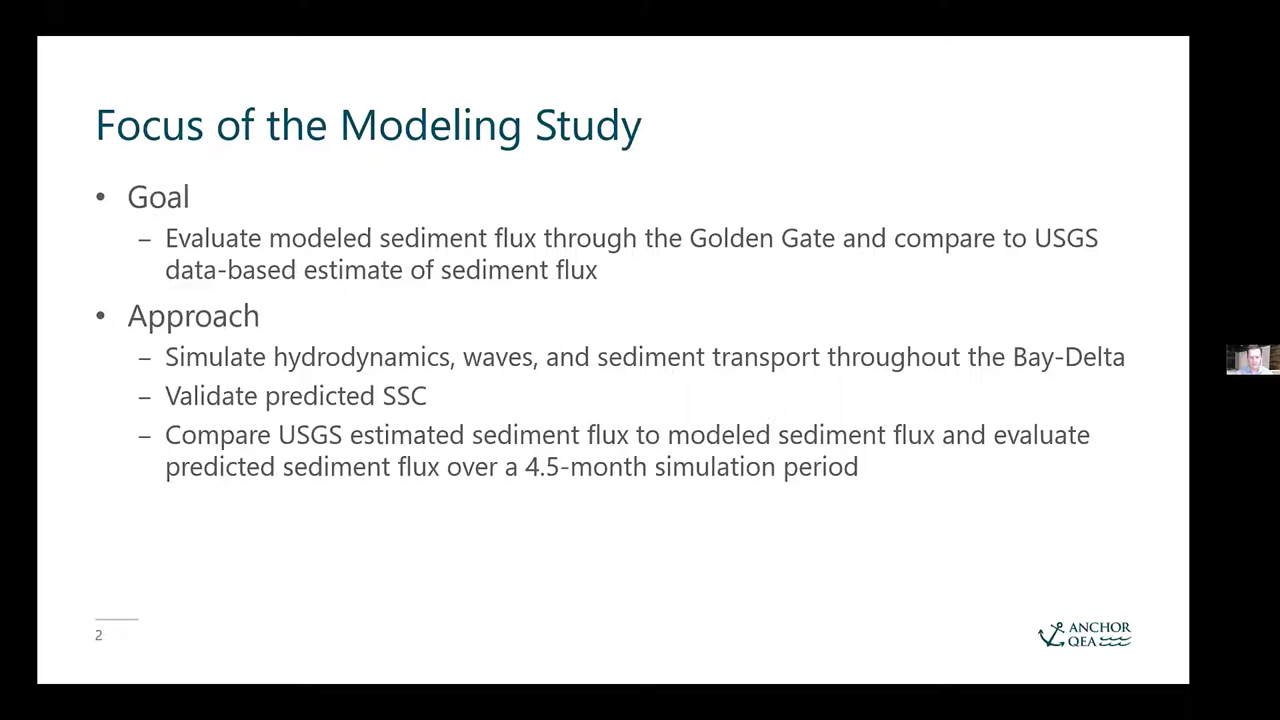 Focus of the Modeling Study
• Goal
– Evaluate modeled sediment flux through the Golden Gate and compare to USGS
data-based estimate of sediment flux
• Approach
– Simulate hydrodynamics, waves, and sediment transport throughout the Bay-Delta
– Validate predicted SSC
– Compare USGS estimated sediment flux to modeled sediment flux and evaluate
predicted sediment flux over a 4.5-month simulation period
2
ANCHOR
QEA